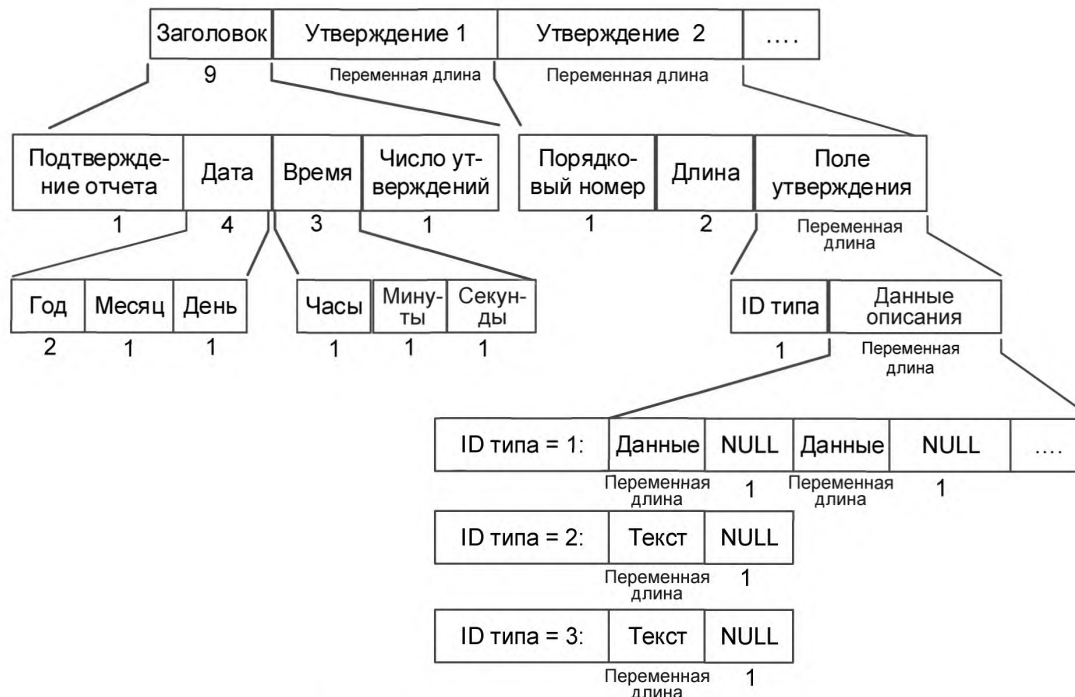 Заголовок Утверждение 1 Утверждение 2 ....
9 Переменная длина Переменная длина
Подтвержде-
ние отчета
Дата
Время
Число ут-
верждений
Порядко-
вый номер
Длина
Поле
утверждения
1 4 3 1 1 2 Переменная
длина
Год Месяц День
2 1 1
Часы
Мину-
ты
Секун-
ды
1 1 1
ID типа
Данные
описания
1 Переменная
длина
ID типа = 1: Данные NULL Данные NULL ....
Переменная
длина
1
Переменная
длина
1
ID типа = 2: Текст NULL
Переменная
длина
1
ID типа = 3: Текст NULL
Переменная
длина
1